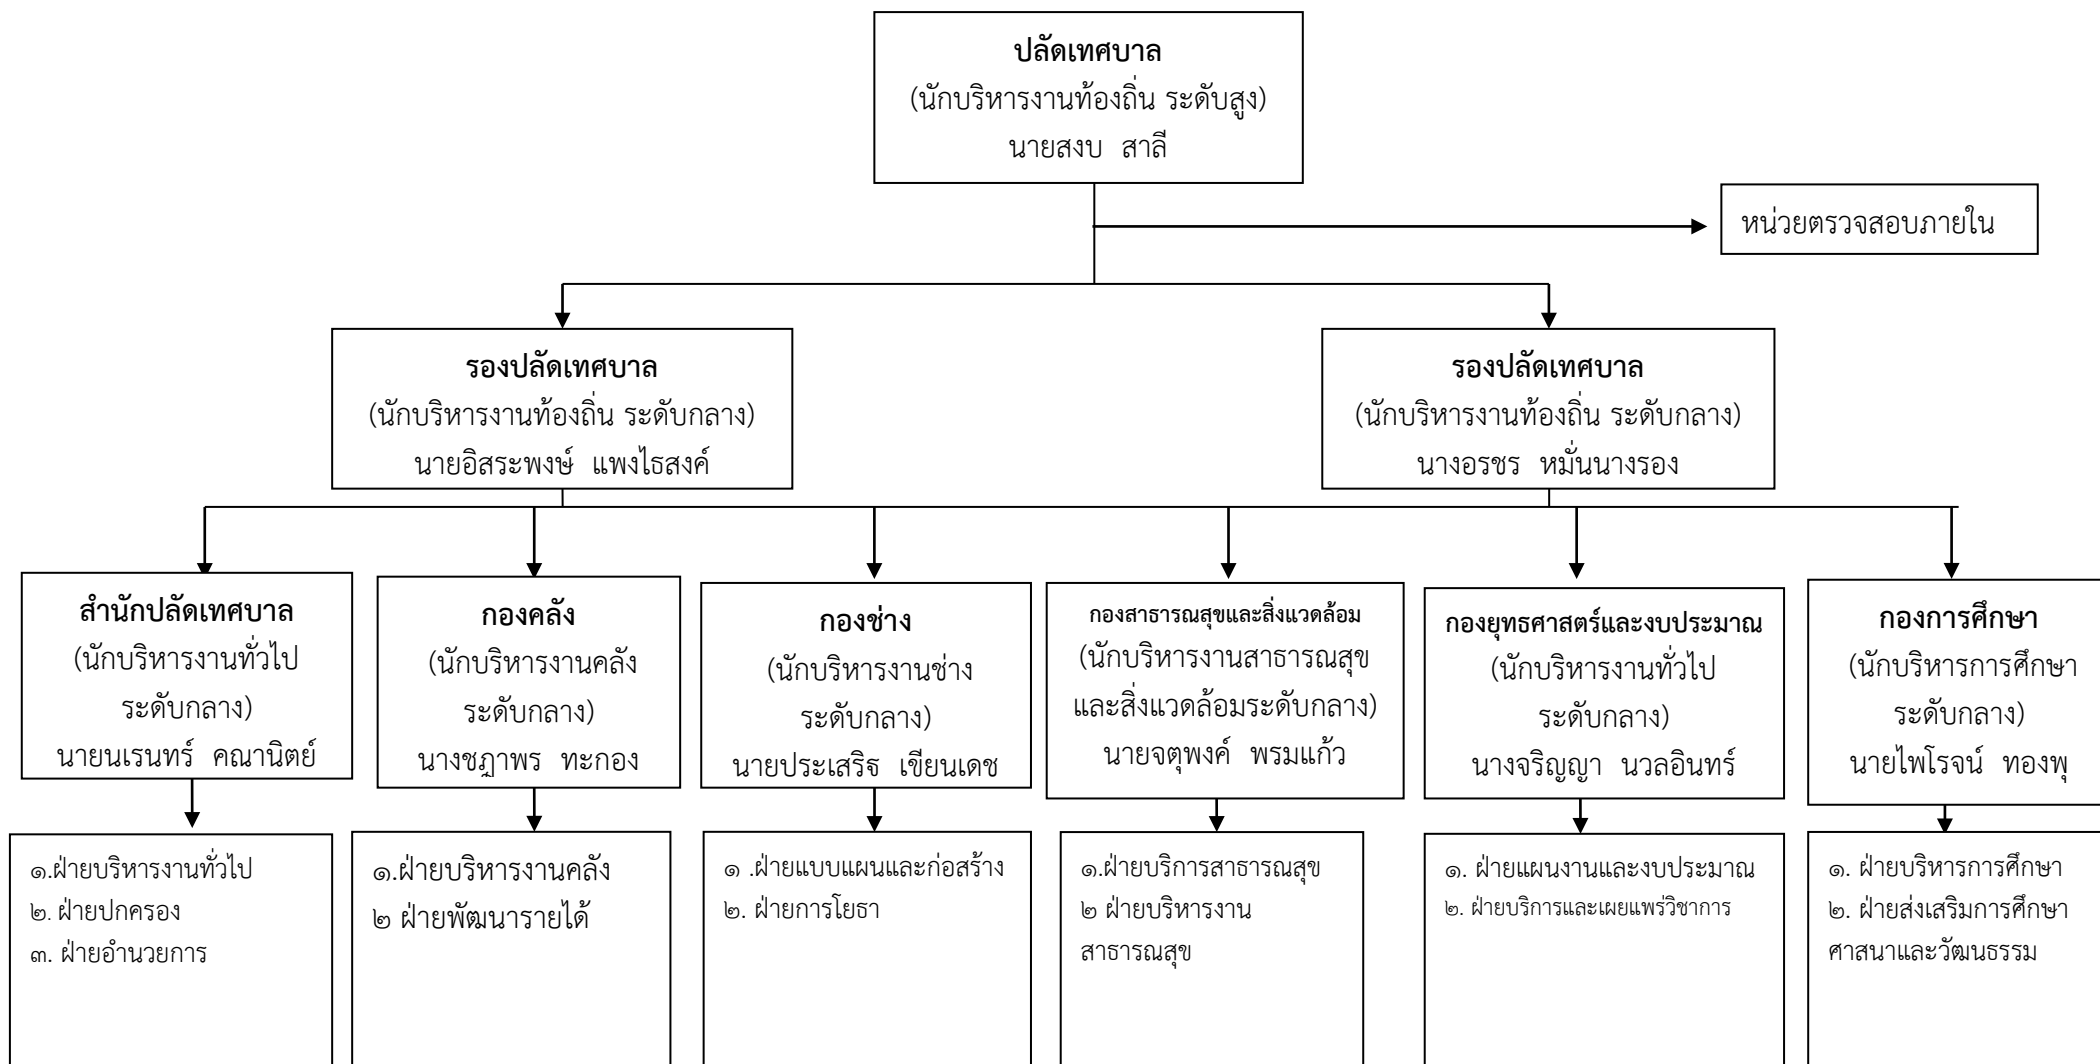 ปลัดเทศบาล
(นักบริหารงานท้องถิ่น ระดับสูง)
นายสงบ สาลี
หน่วยตรวจสอบภายใน
รองปลัดเทศบาล
(นักบริหารงานท้องถิ่น ระดับกลาง)
นายอิสระพงษ์ แพงไธสงค์
รองปลัดเทศบาล
(นักบริหารงานท้องถิ่น ระดับกลาง)
นางอรชร หมั่นนางรอง
สำนักปลัดเทศบาล
(นักบริหารงานทั่วไป
ระดับกลาง)
นายนเรนทร์ คณานิตย์
กองคลัง
(นักบริหารงานคลัง
ระดับกลาง)
นางชฎาพร ทะกอง
กองช่าง
(นักบริหารงานช่าง
ระดับกลาง)
นายประเสริฐ เขียนเดช
กองสาธารณสุขและสิ่งแวดล้อม
(นักบริหารงานสาธารณสุข
และสิ่งแวดล้อมระดับกลาง)
นายจตุพงค์ พรมแก้ว
กองยุทธศาสตร์และงบประมาณ
(นักบริหารงานทั่วไป
ระดับกลาง)
นางจริญญา นวลอินทร์
กองการศึกษา
(นักบริหารการศึกษา
ระดับกลาง)
นายไพโรจน์ ทองพุ
๑.ฝ่ายบริหารงานทั่วไป
๒. ฝ่ายปกครอง
๓. ฝ่ายอำนวยการ
๑.ฝ่ายบริหารงานคลัง
๒ ฝ่ายพัฒนารายได้
๑ .ฝ่ายแบบแผนและก่อสร้าง
๒. ฝ่ายการโยธา
๑.ฝ่ายบริการสาธารณสุข
๒ ฝ่ายบริหารงาน
สาธารณสุข
๑. ฝ่ายแผนงานและงบประมาณ
๒. ฝ่ายบริการและเผยแพร่วิชาการ
๑. ฝ่ายบริหารการศึกษา
๒. ฝ่ายส่งเสริมการศึกษา
ศาสนาและวัฒนธรรม